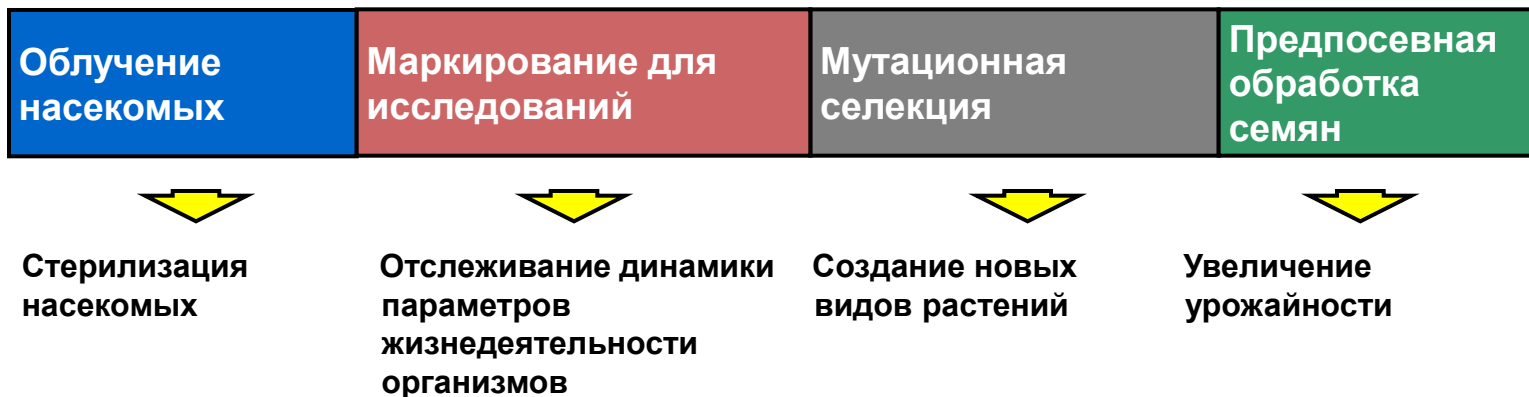 Облучение
насекомых
Маркирование для
исследований
Мутационная
селекция
Предпосевная
обработка
семян
Стерилизация
насекомых
Отслеживание динамики
параметров
жизнедеятельности
организмов
Создание новых
видов растений
Увеличение
урожайности